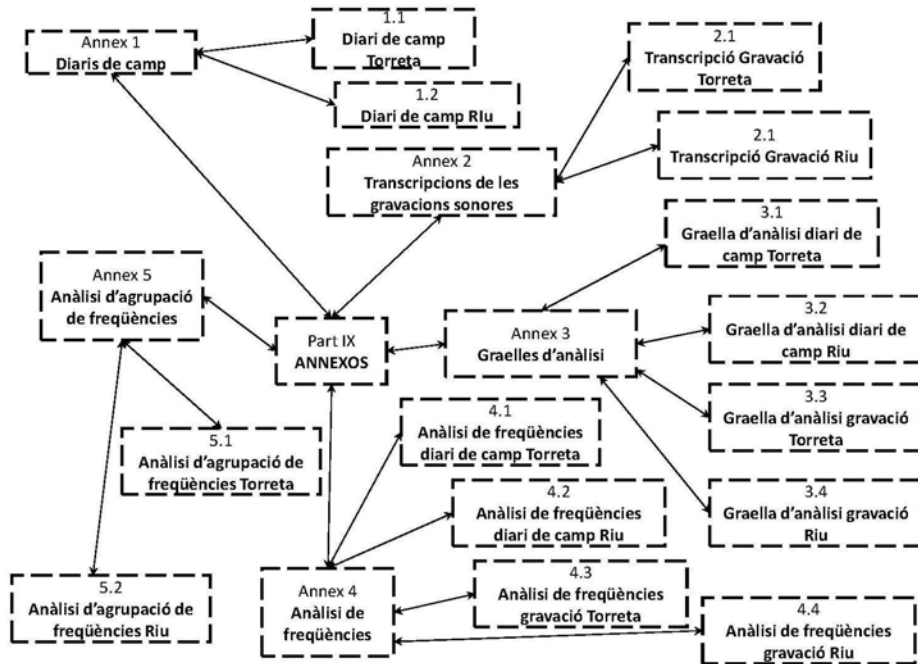 Annex 1
Diaris de camp
1.1
Diari de camp
Torreta
1.2
Diari de camp RIu
2.1
Transcripció Gravació
Torreta
2.1
Transcripció Gravació Riu
Annex 2
Transcripcions de les
gravacions sonores
3.1
Graella d'anàlisi diari de
camp Torreta
Annex 5
Anàlisi d'agrupació
de freqüències
Part IX
ANNEXOS
Annex 3
Graelles d'anàlisi
3.2
Graella d'anàlisi diari de
camp Riu
3.3
Graella d'anàlisi gravació
Torreta
3.4
Graella d'anàlisi gravació
Riu
4.1
Anàlisi de freqüències
diari de camp Torreta
5.1
Anàlisi d'agrupació de
freqüències Torreta
4.2
Anàlisi de freqüències
diari de camp Riu
5.2
Anàlisi d'agrupació de
freqüències Riu
Annex 4
Anàlisi de
freqüències
4.3
Anàlisi de freqüències
gravació Torreta
4.4
Anàlisi de freqüències
gravació Riu